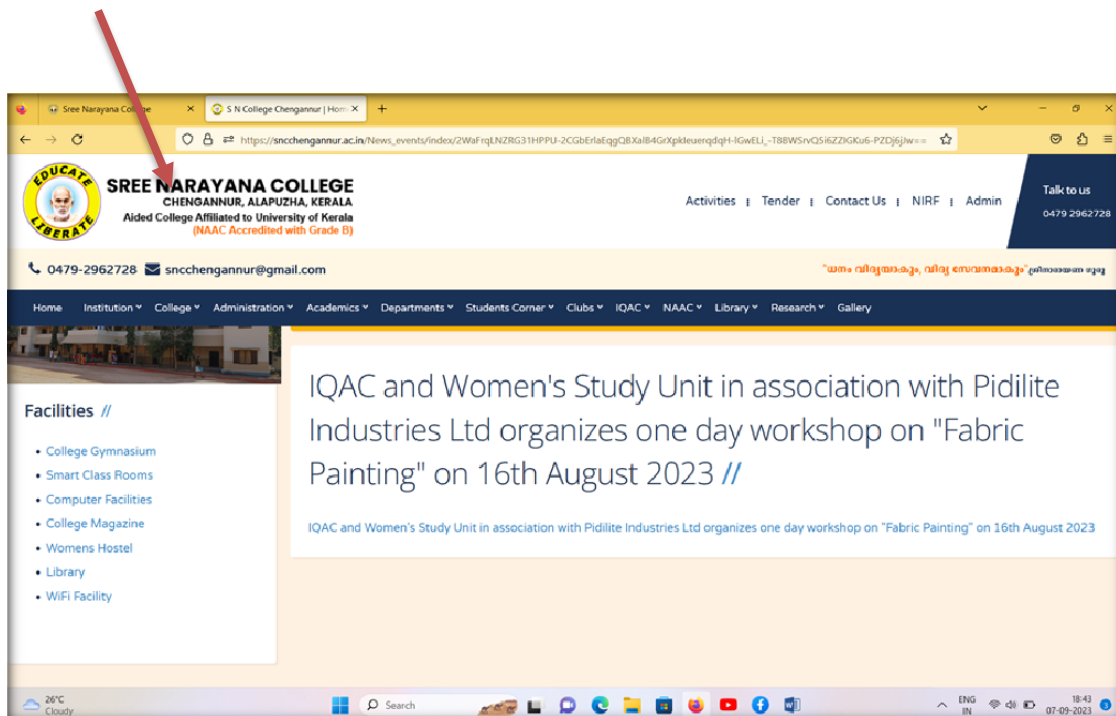 Sree Narayana College
S N College Chengannur | Hom
https://sncchengannur.ac.in/News_events/index/
EDUCATE
LIBERATE
SREE NARAYANA COLLEGE
CHENGANNUR, ALAPUZHA, KERALA
Aided College Affiliated to University of Kerala
(NAAC Accredited with Grade B)
Activities | Tender | Contact Us | NIRF | Admin
Talk to us
0479 2962728
0479-2962728 sncchengannur@gmail.com
"ധനം വിദ്യയാകും, വിദ്യ സേവനമാകും" ശ്രീനാരായണ ഗുരു
Home Institution College Administration Academics Departments Students Corner Clubs IQAC NAAC Library Research Gallery
Facilities //
• College Gymnasium
• Smart Class Rooms
• Computer Facilities
• College Magazine
• Womens Hostel
• Library
• WiFi Facility
IQAC and Women's Study Unit in association with Pidilite
Industries Ltd organizes one day workshop on "Fabric
Painting" on 16th August 2023 //
IQAC and Women's Study Unit in association with Pidilite Industries Ltd organizes one day workshop on "Fabric Painting" on 16th August 2023
26°C
Cloudy
Search
ENG
IN
18:43
07-09-2023